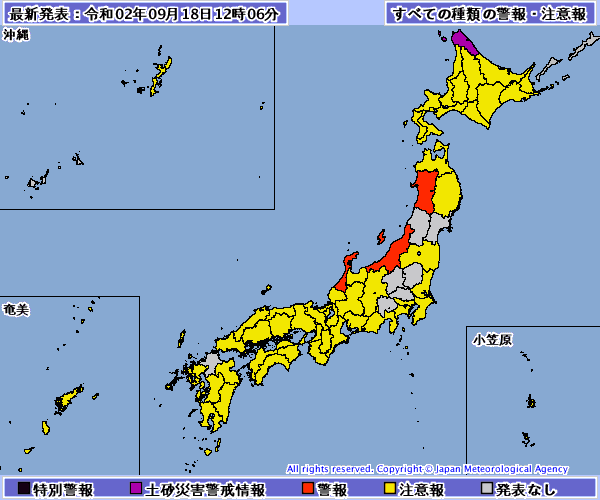 最新発表：令和02年09月18日12時06分
すべての種類の警報・注意報
沖縄
奄美
小笠原
All rights reserved. Copyright © Japan Meteorological Agency
特別警報 土砂災害警戒情報 警報 注意報 発表なし